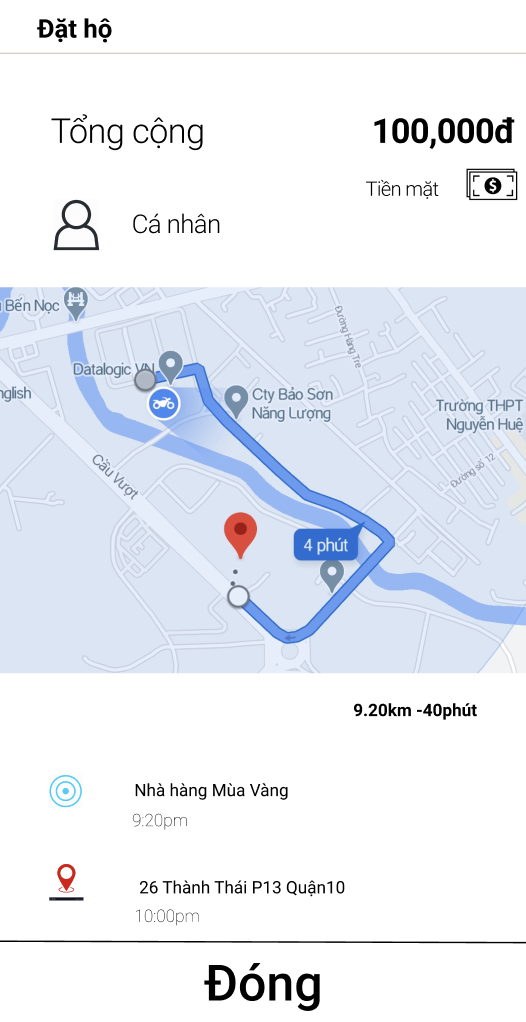 Đặt hộ
Tổng cộng
100,000đ
Tiền mặt
Cá nhân
Bến Nọc
Datalogic VN
nglish
Cty Bảo Sơn
Năng Lượng
Đường Hàng Tre
Trường THPT
Nguyễn Huệ
Đường số 12
Cầu Vượt
4 phút
9.20km -40phút
Nhà hàng Mùa Vàng
9:20pm
26 Thành Thái P13 Quận10
10:00pm
Đóng